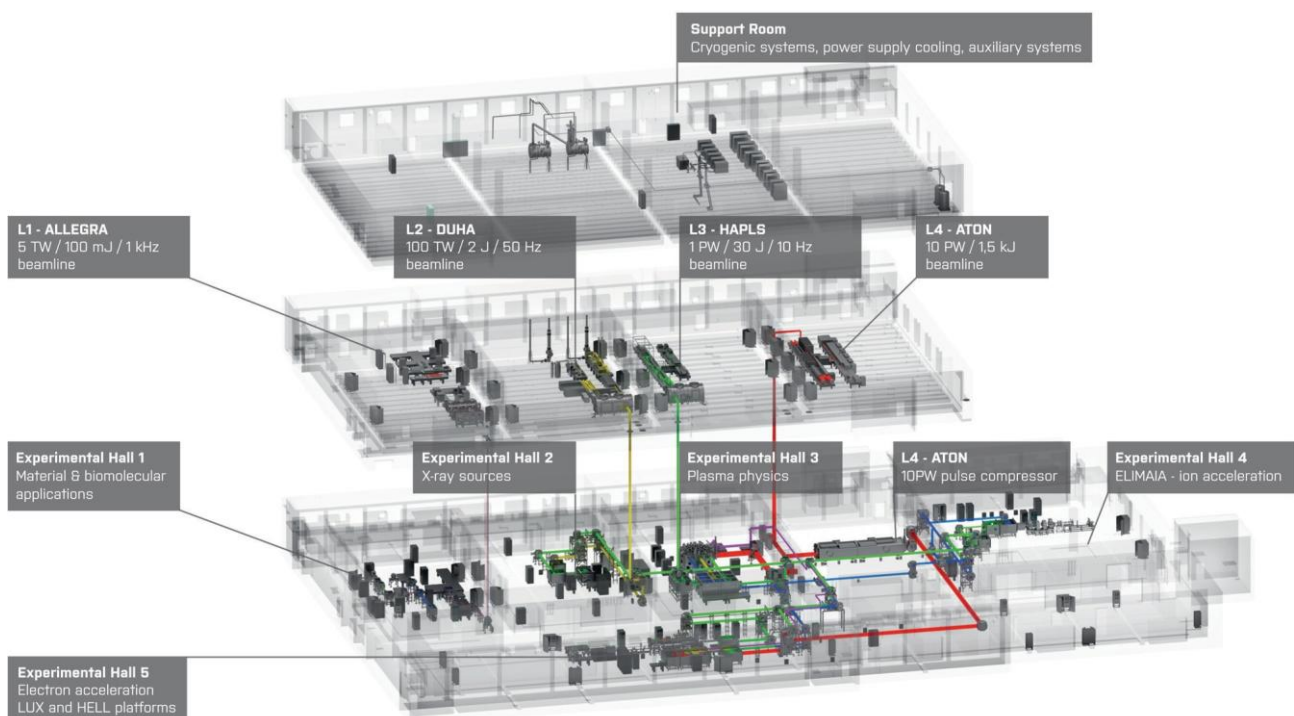 Support Room
Cryogenic systems, power supply cooling, auxiliary systems
L1 - ALLEGRA
5 TW / 100 mJ / 1 kHz
beamline
L2 - DUHA
100 TW / 2 J / 50 Hz
beamline
L3 - HAPLS
1 PW / 30 J / 10 Hz
beamline
L4 - ATON
10 PW / 1,5 kJ
beamline
Experimental Hall 1
Material & biomolecular
applications
Experimental Hall 2
X-ray sources
Experimental Hall 3
Plasma physics
L4 - ATON
10PW pulse compressor
Experimental Hall 4
ELIMAIA - ion acceleration
Experimental Hall 5
Electron acceleration
LUX and HELL platforms